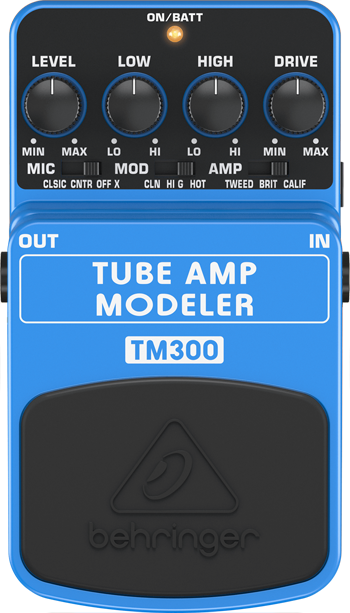 ON/BATT
LEVEL LOW HIGH DRIVE
MIN MAX LO HI LO HI MIN MAX
MIC MOD AMP
CLSIC CNTR OFF X CLN HI G HOT TWEED BRIT CALIF
OUT IN
TUBE AMP
MODELER
TM300
behringer